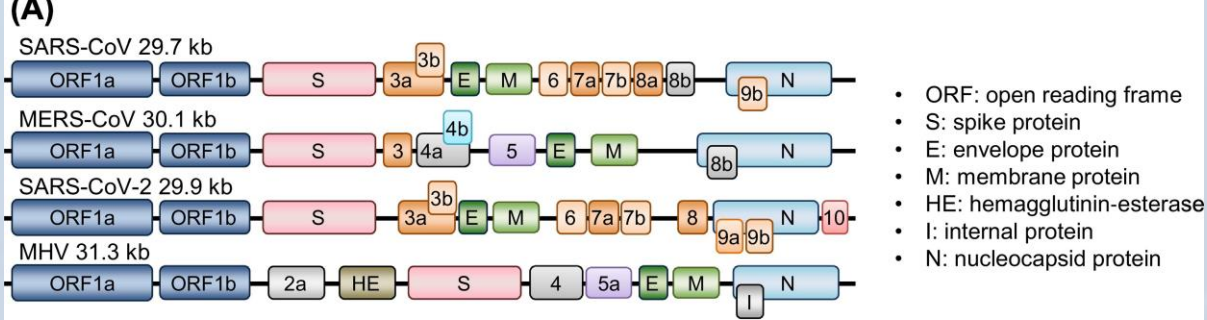 (A)
SARS-CoV 29.7 kb
ORF1a ORF1b S 3a 3b E M 6 7a 7b 8a 8b 9b N
MERS-CoV 30.1 kb
ORF1a ORF1b S 3 4a 4b 5 E M 8b N
SARS-CoV-2 29.9 kb
ORF1a ORF1b S 3a 3b E M 6 7a 7b 8 9a 9b N 10
MHV 31.3 kb
ORF1a ORF1b 2a HE S 4 5a E M I N
• ORF: open reading frame
• S: spike protein
• E: envelope protein
• M: membrane protein
• HE: hemagglutinin-esterase
• I: internal protein
• N: nucleocapsid protein